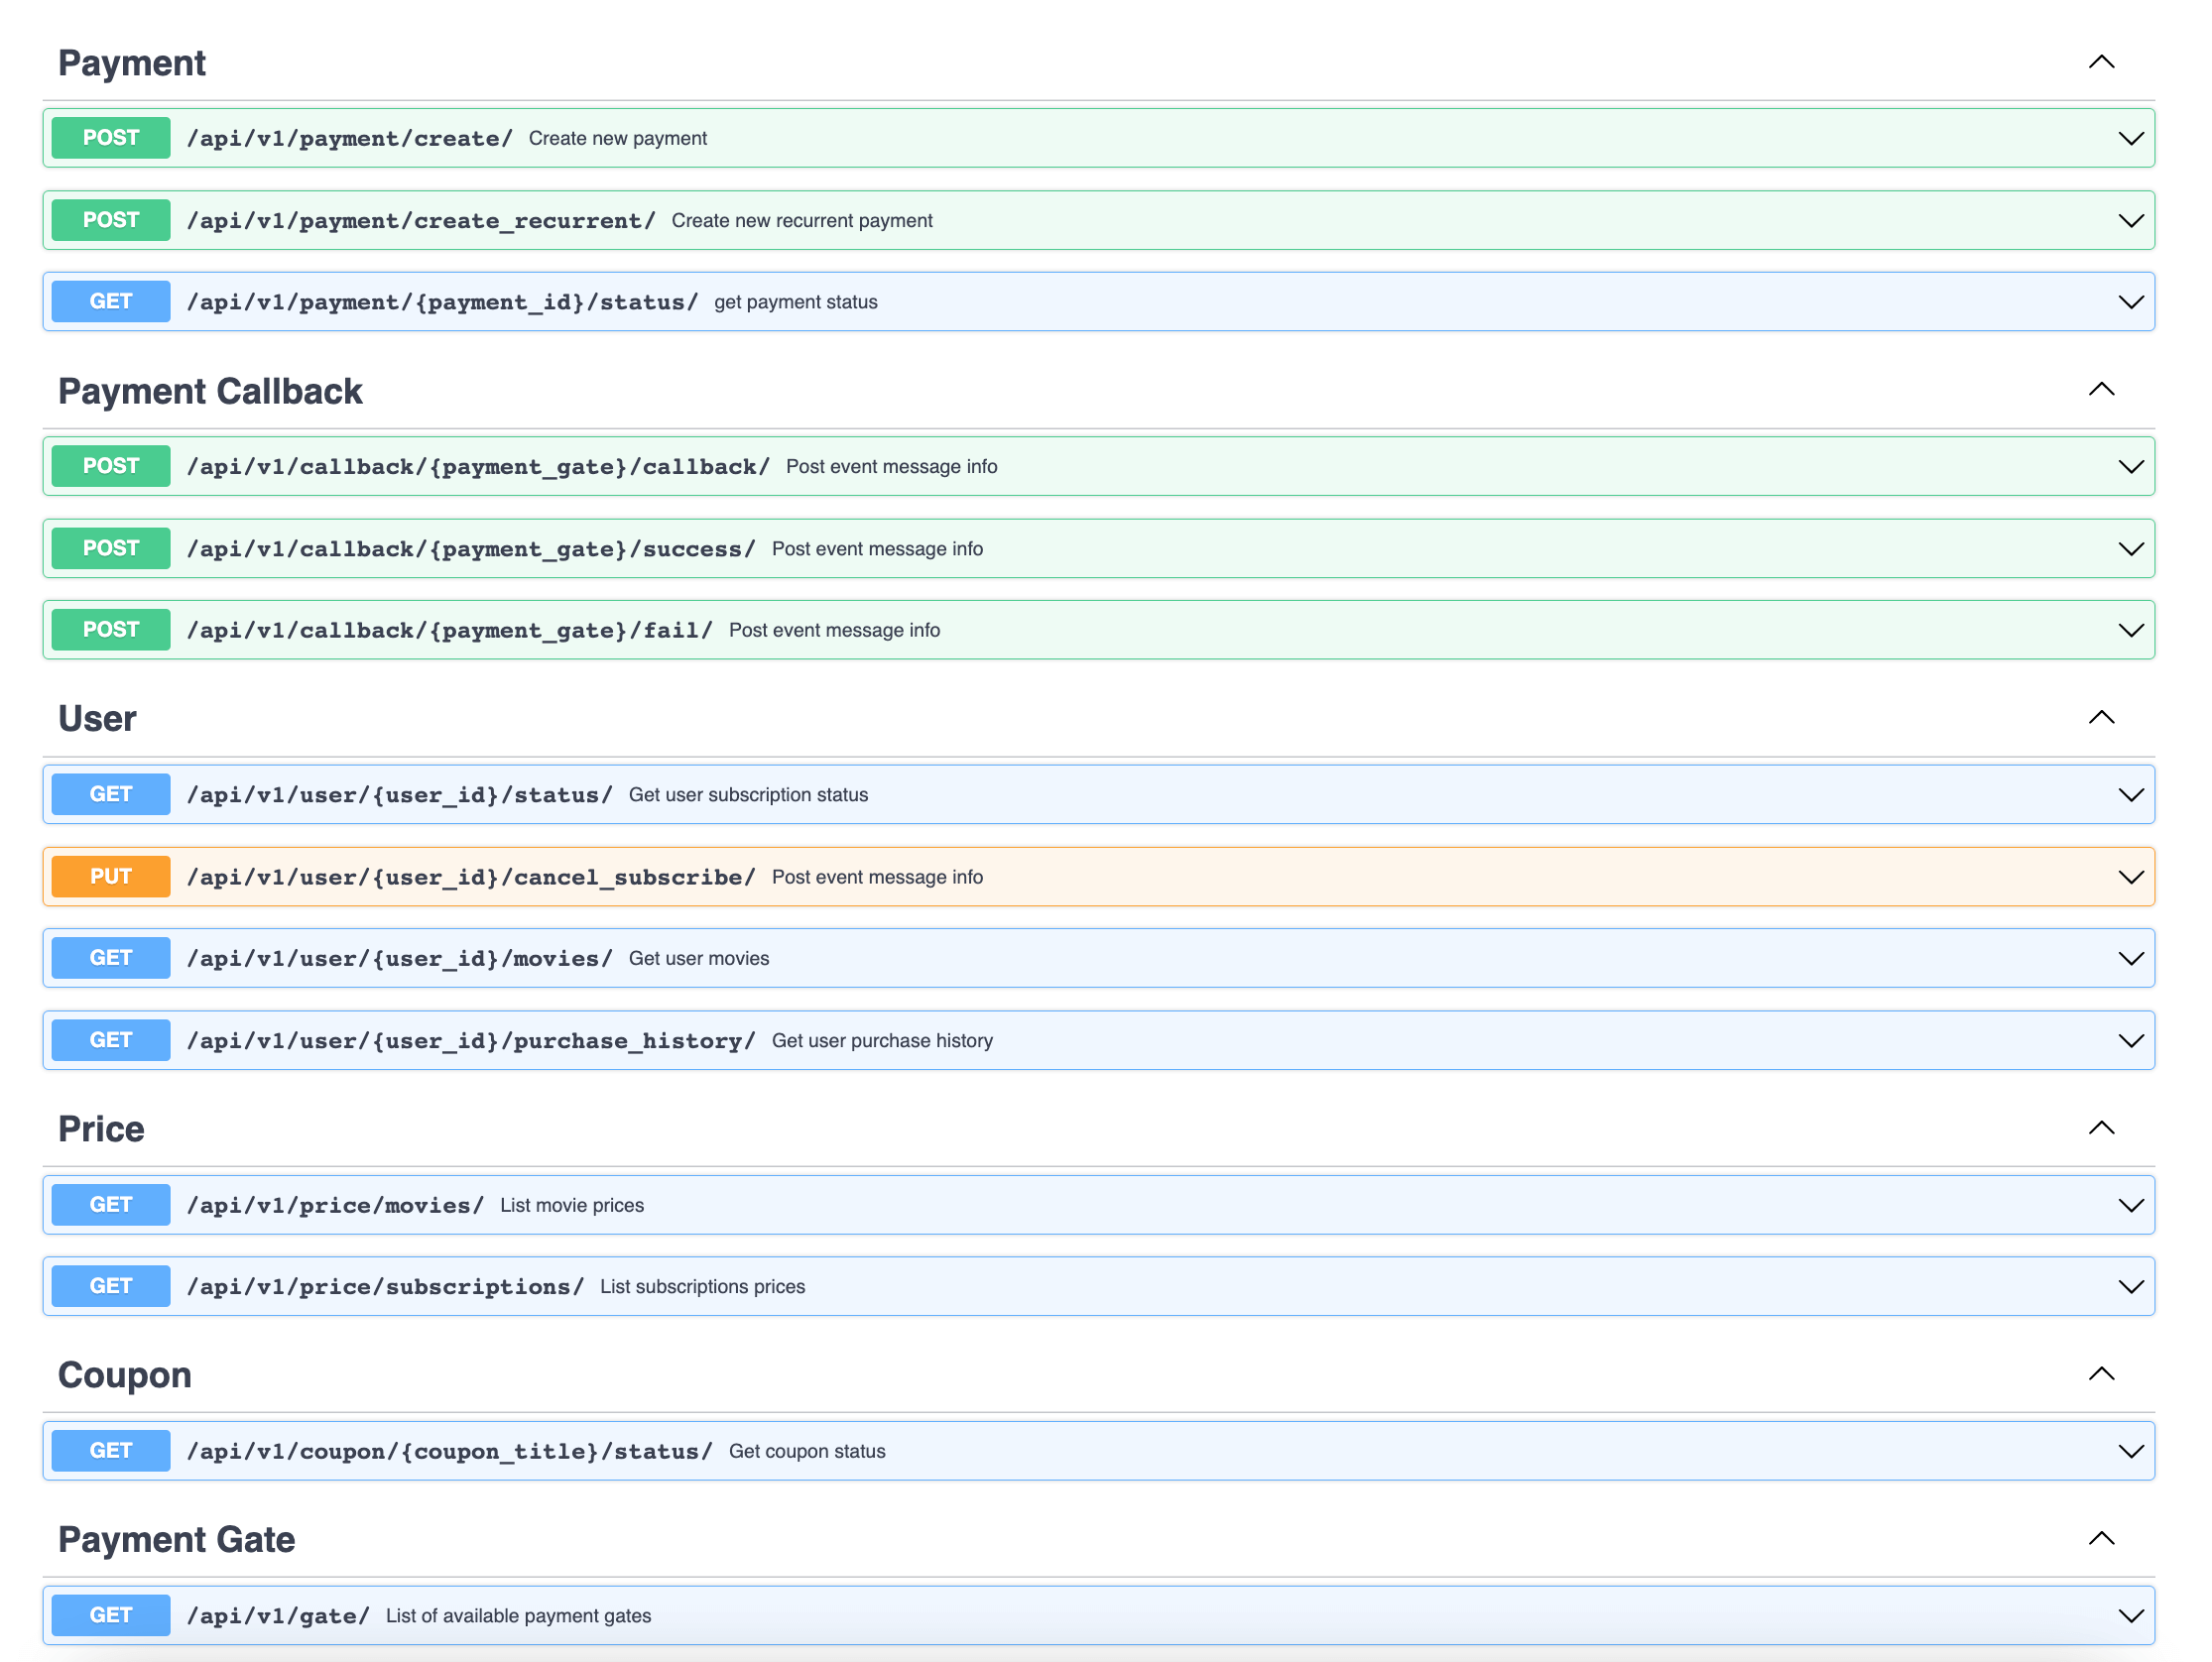 Payment
POST /api/v1/payment/create/ Create new payment
POST /api/v1/payment/create_recurrent/ Create new recurrent payment
GET /api/v1/payment/{payment_id}/status/ get payment status
Payment Callback
POST /api/v1/callback/{payment_gate}/callback/ Post event message info
POST /api/v1/callback/{payment_gate}/success/ Post event message info
POST /api/v1/callback/{payment_gate}/fail/ Post event message info
User
GET /api/v1/user/{user_id}/status/ Get user subscription status
PUT /api/v1/user/{user_id}/cancel_subscribe/ Post event message info
GET /api/v1/user/{user_id}/movies/ Get user movies
GET /api/v1/user/{user_id}/purchase_history/ Get user purchase history
Price
GET /api/v1/price/movies/ List movie prices
GET /api/v1/price/subscriptions/ List subscriptions prices
Coupon
GET /api/v1/coupon/{coupon_title}/status/ Get coupon status
Payment Gate
GET /api/v1/gate/ List of available payment gates